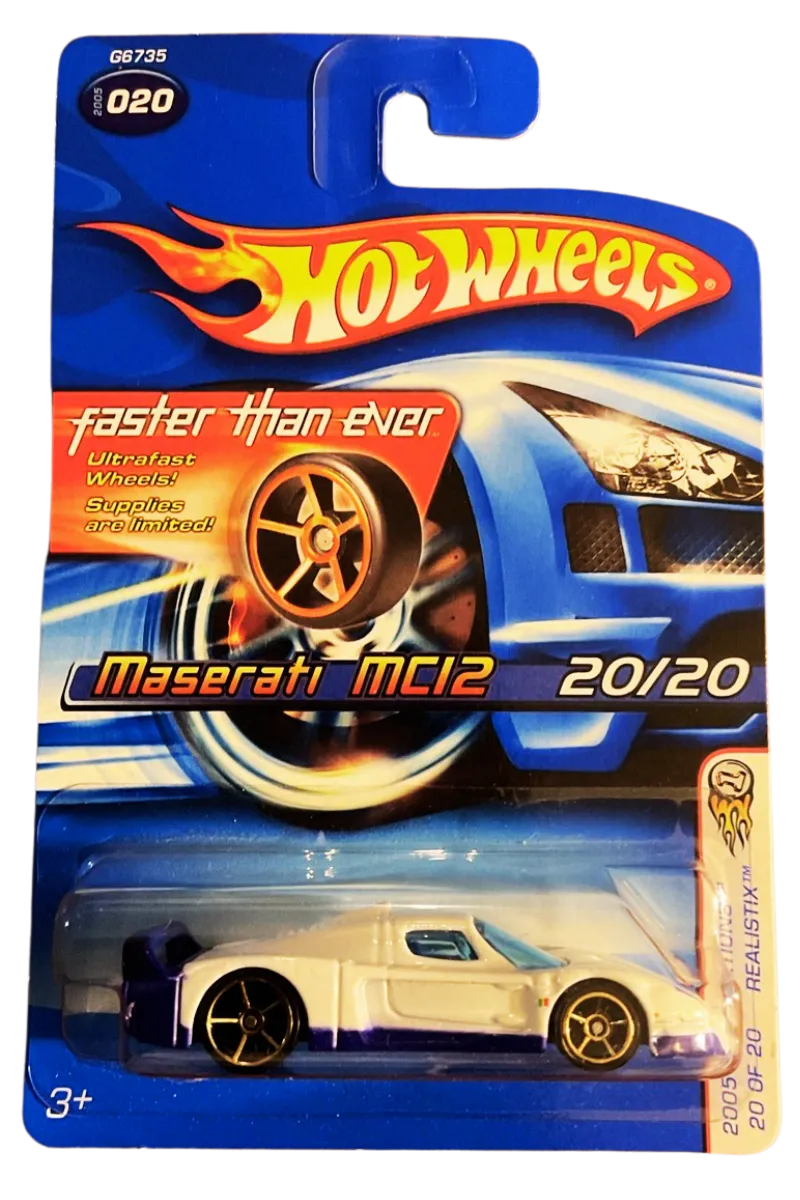 G6735
2005 020
HOT WHEELS®
faster than ever™
Ultrafast
Wheels!
Supplies
are limited!
Maserati MC12 20/20
3+
2005
20 OF 20 REALISTIX™